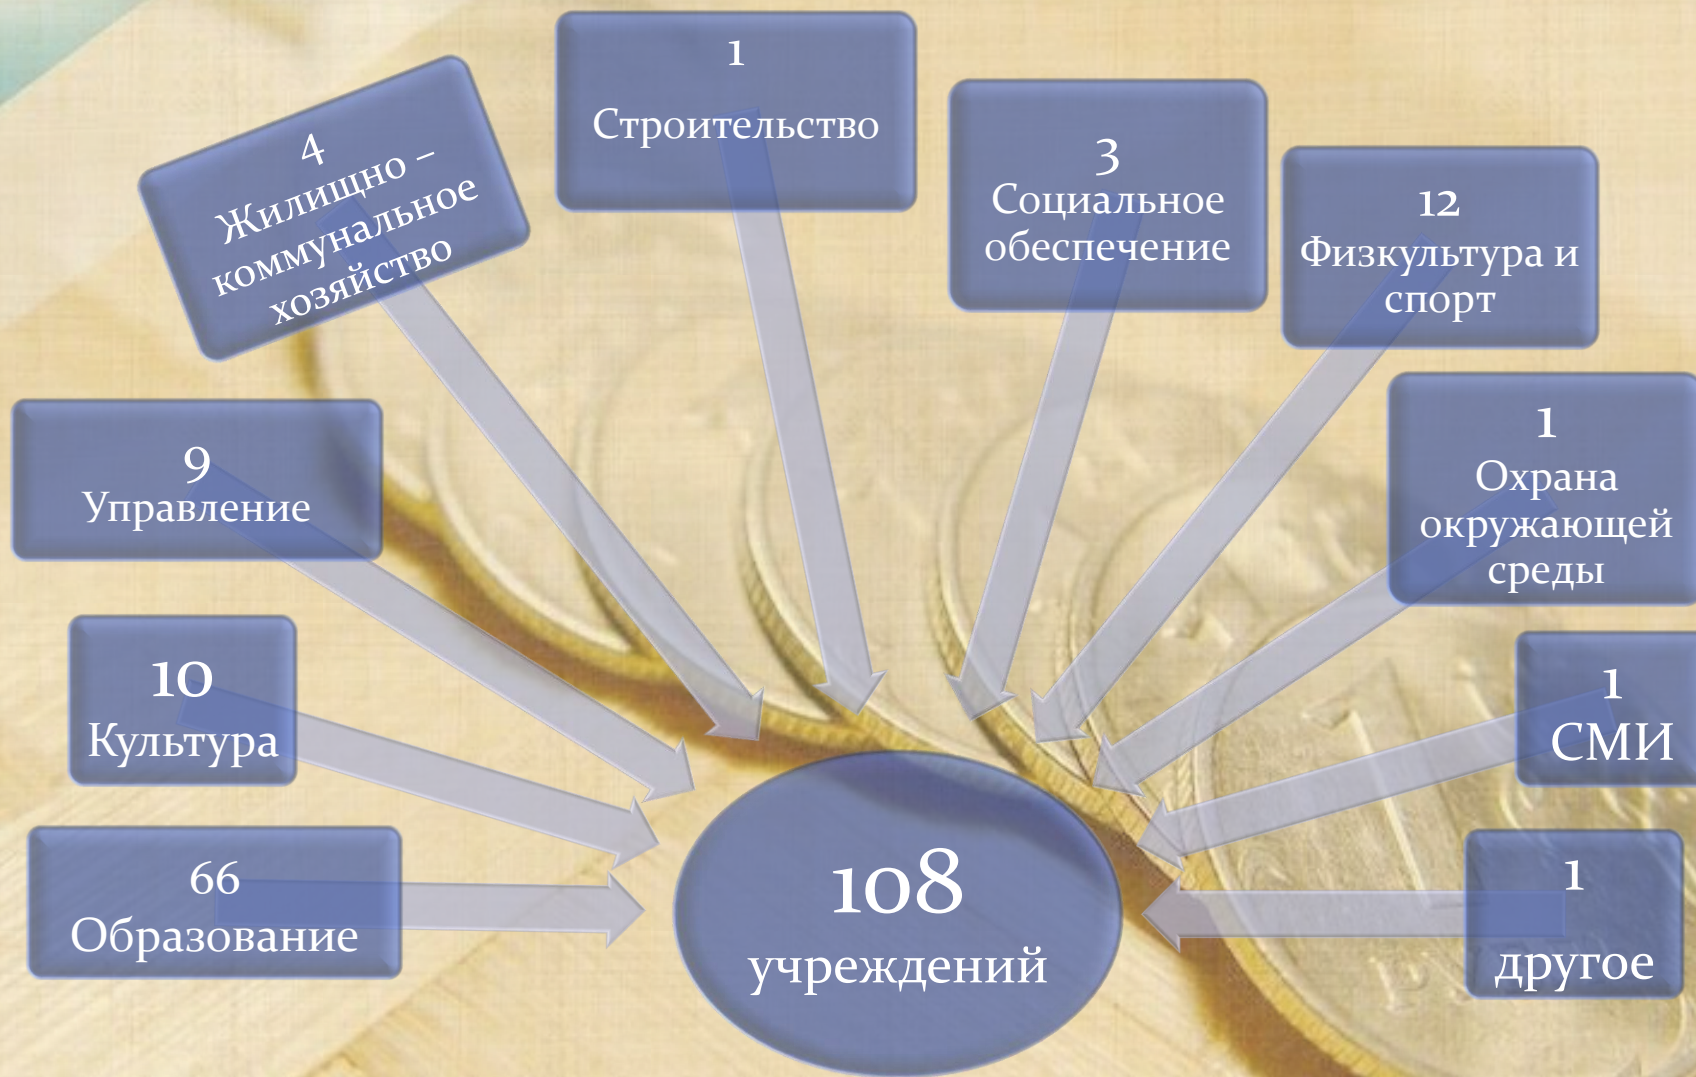 1
Строительство
4
Жилищно –
коммунальное
хозяйство
3
Социальное
обеспечение
12
Физкультура и
спорт
9
Управление
1
Охрана
окружающей
среды
10
Культура
1
СМИ
66
Образование
108
учреждений
1
другое